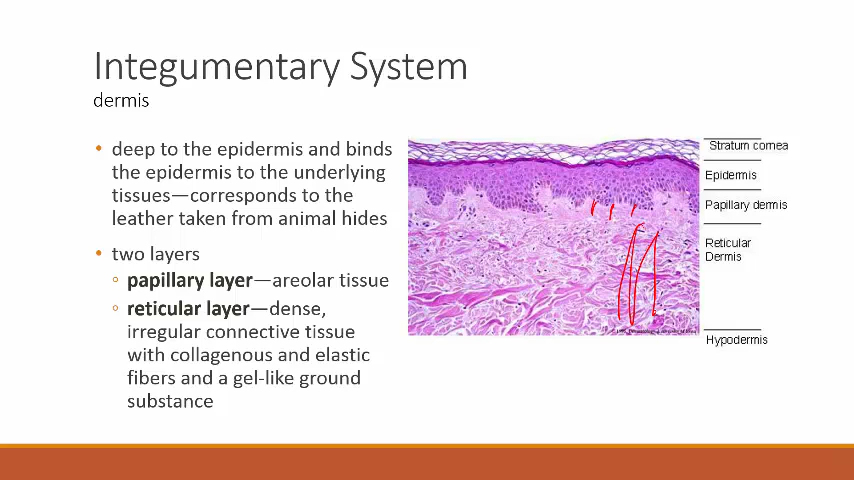 Integumentary System
dermis
• deep to the epidermis and binds
the epidermis to the underlying
tissues—corresponds to the
leather taken from animal hides
• two layers
◦ papillary layer—areolar tissue
◦ reticular layer—dense,
irregular connective tissue
with collagenous and elastic
fibers and a gel-like ground
substance
Stratum cornea
Epidermis
Papillary dermis
Reticular
Dermis
Hypodermis